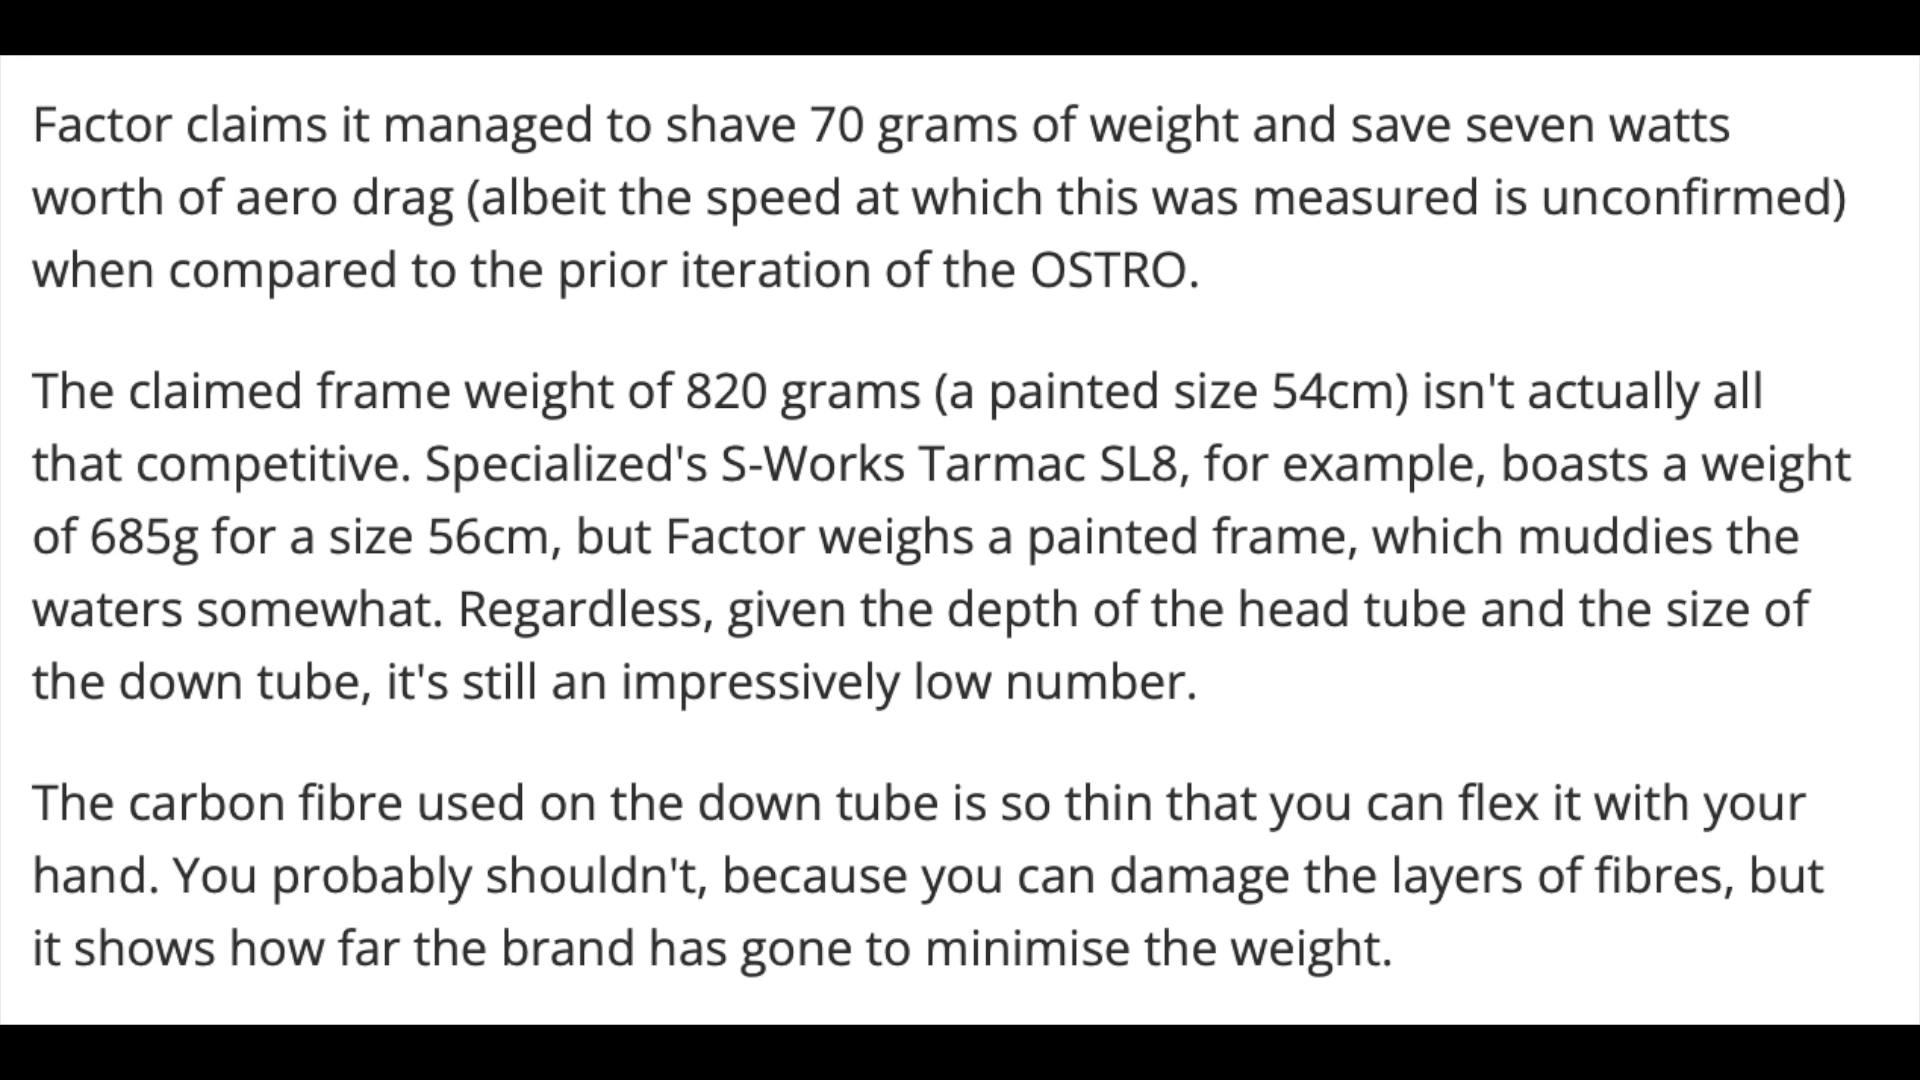 Factor claims it managed to shave 70 grams of weight and save seven watts
worth of aero drag (albeit the speed at which this was measured is unconfirmed)
when compared to the prior iteration of the OSTRO.
The claimed frame weight of 820 grams (a painted size 54cm) isn't actually all
that competitive. Specialized's S-Works Tarmac SL8, for example, boasts a weight
of 685g for a size 56cm, but Factor weighs a painted frame, which muddies the
waters somewhat. Regardless, given the depth of the head tube and the size of
the down tube, it's still an impressively low number.
The carbon fibre used on the down tube is so thin that you can flex it with your
hand. You probably shouldn't, because you can damage the layers of fibres, but
it shows how far the brand has gone to minimise the weight.